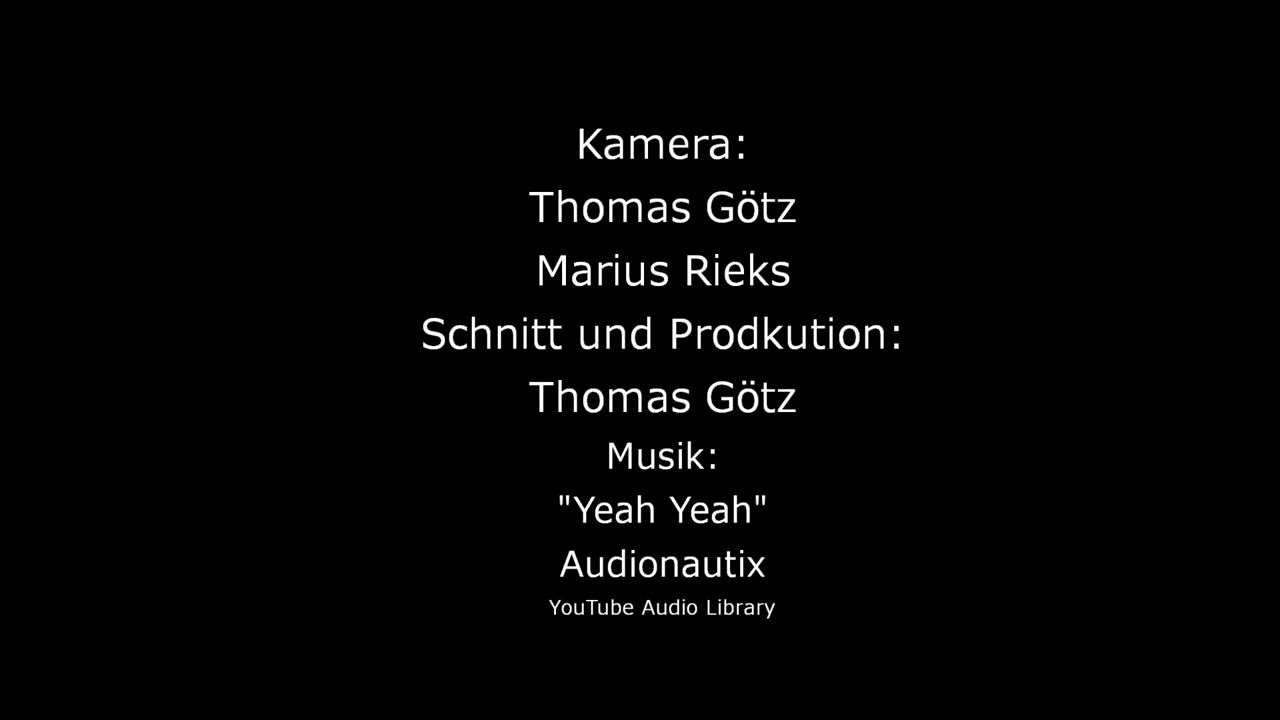 Kamera:
Thomas Götz
Marius Rieks
Schnitt und Prodkution:
Thomas Götz
Musik:
"Yeah Yeah"
Audionautix
YouTube Audio Library